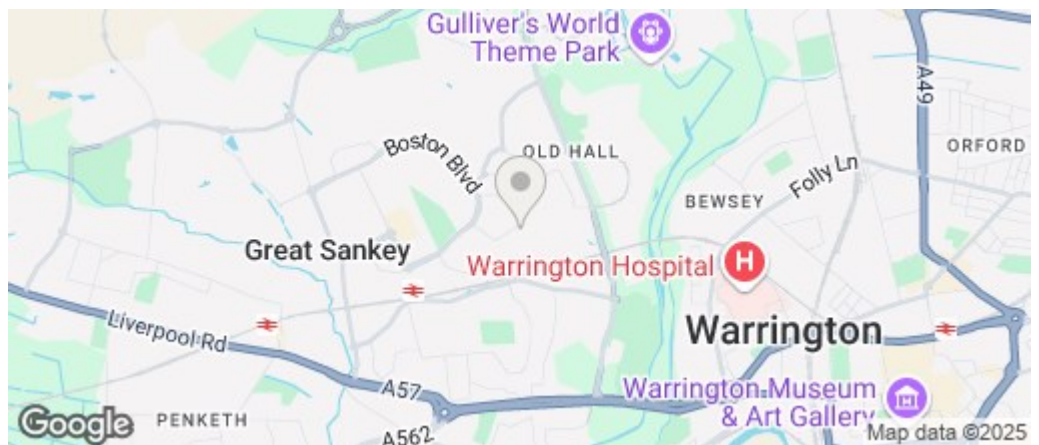 Gulliver's World
Theme Park
A49
Boston Blvd
OLD HALL
ORFORD
Folly Ln
BEWSEY
Great Sankey
Warrington Hospital
H
Liverpool Rd
Warrington
A57
Warrington Museum
& Art Gallery
PENKETH
A562
Google
Map data ©2025